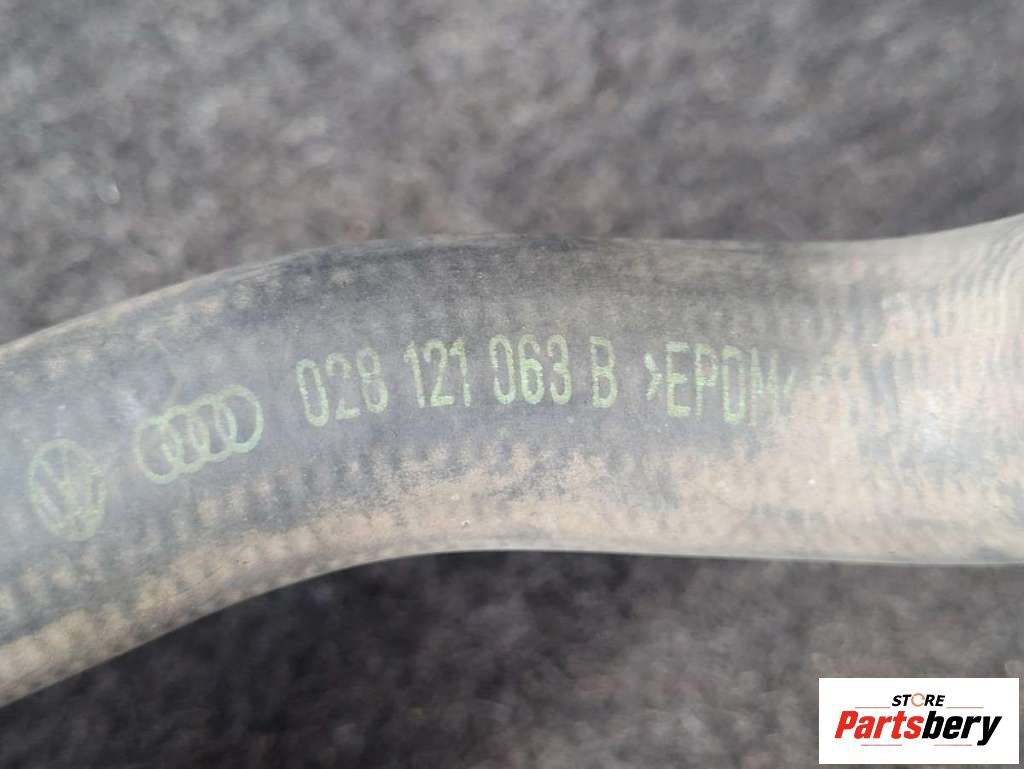 028 121 063 B >EPDM<
STORE
Partsbery